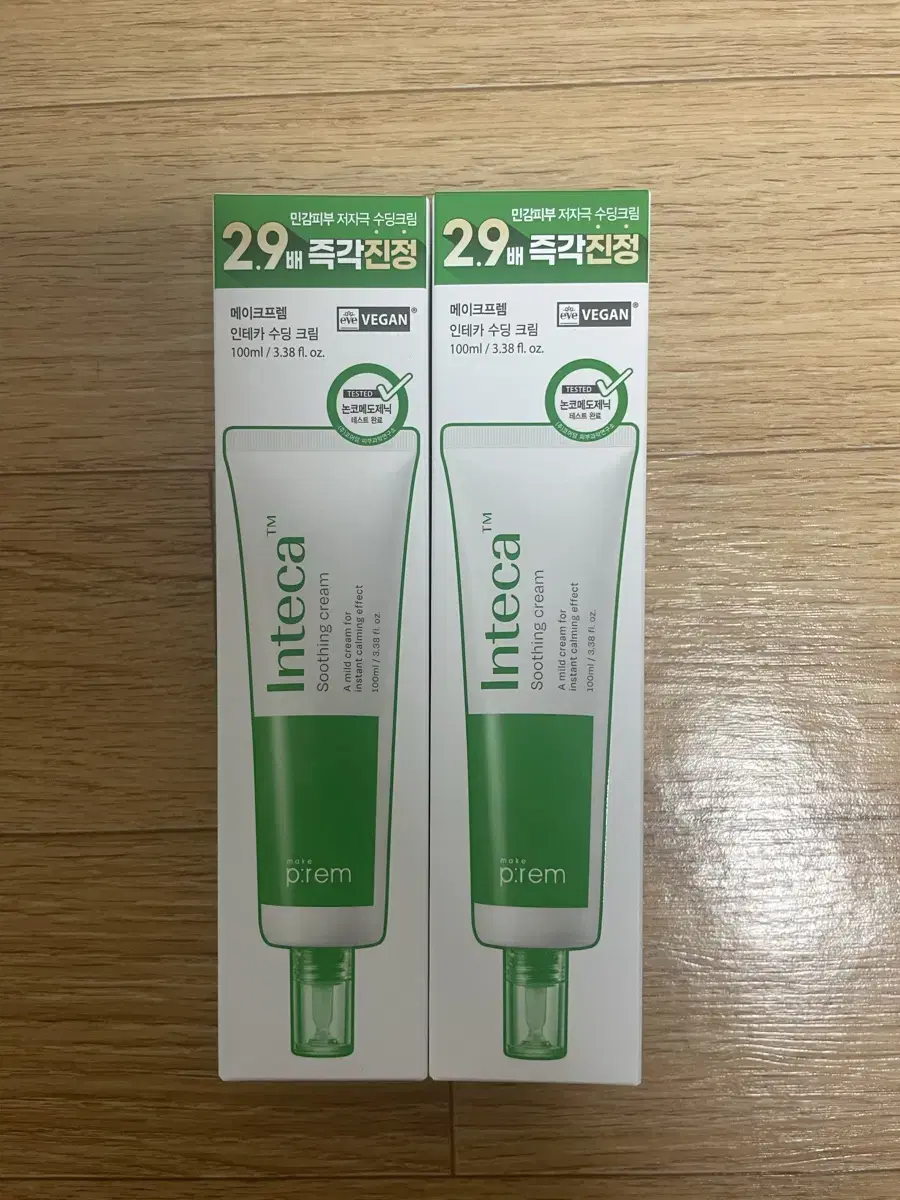 민감피부 저자극 수딩크림
2.9배 즉각진정
메이크프렘
인테카 수딩 크림
100ml / 3.38 fl. oz.
eve VEGAN®
TESTED
논코메도제닉
테스트 완료
Inteca™
Soothing cream
A mild cream for
instant calming effect
100ml / 3.38 fl. oz.
make
p:rem
민감피부 저자극 수딩크림
2.9배 즉각진정
메이크프렘
인테카 수딩 크림
100ml / 3.38 fl. oz.
eve VEGAN®
TESTED
논코메도제닉
테스트 완료
Inteca™
Soothing cream
A mild cream for
instant calming effect
100ml / 3.38 fl. oz.
make
p:rem